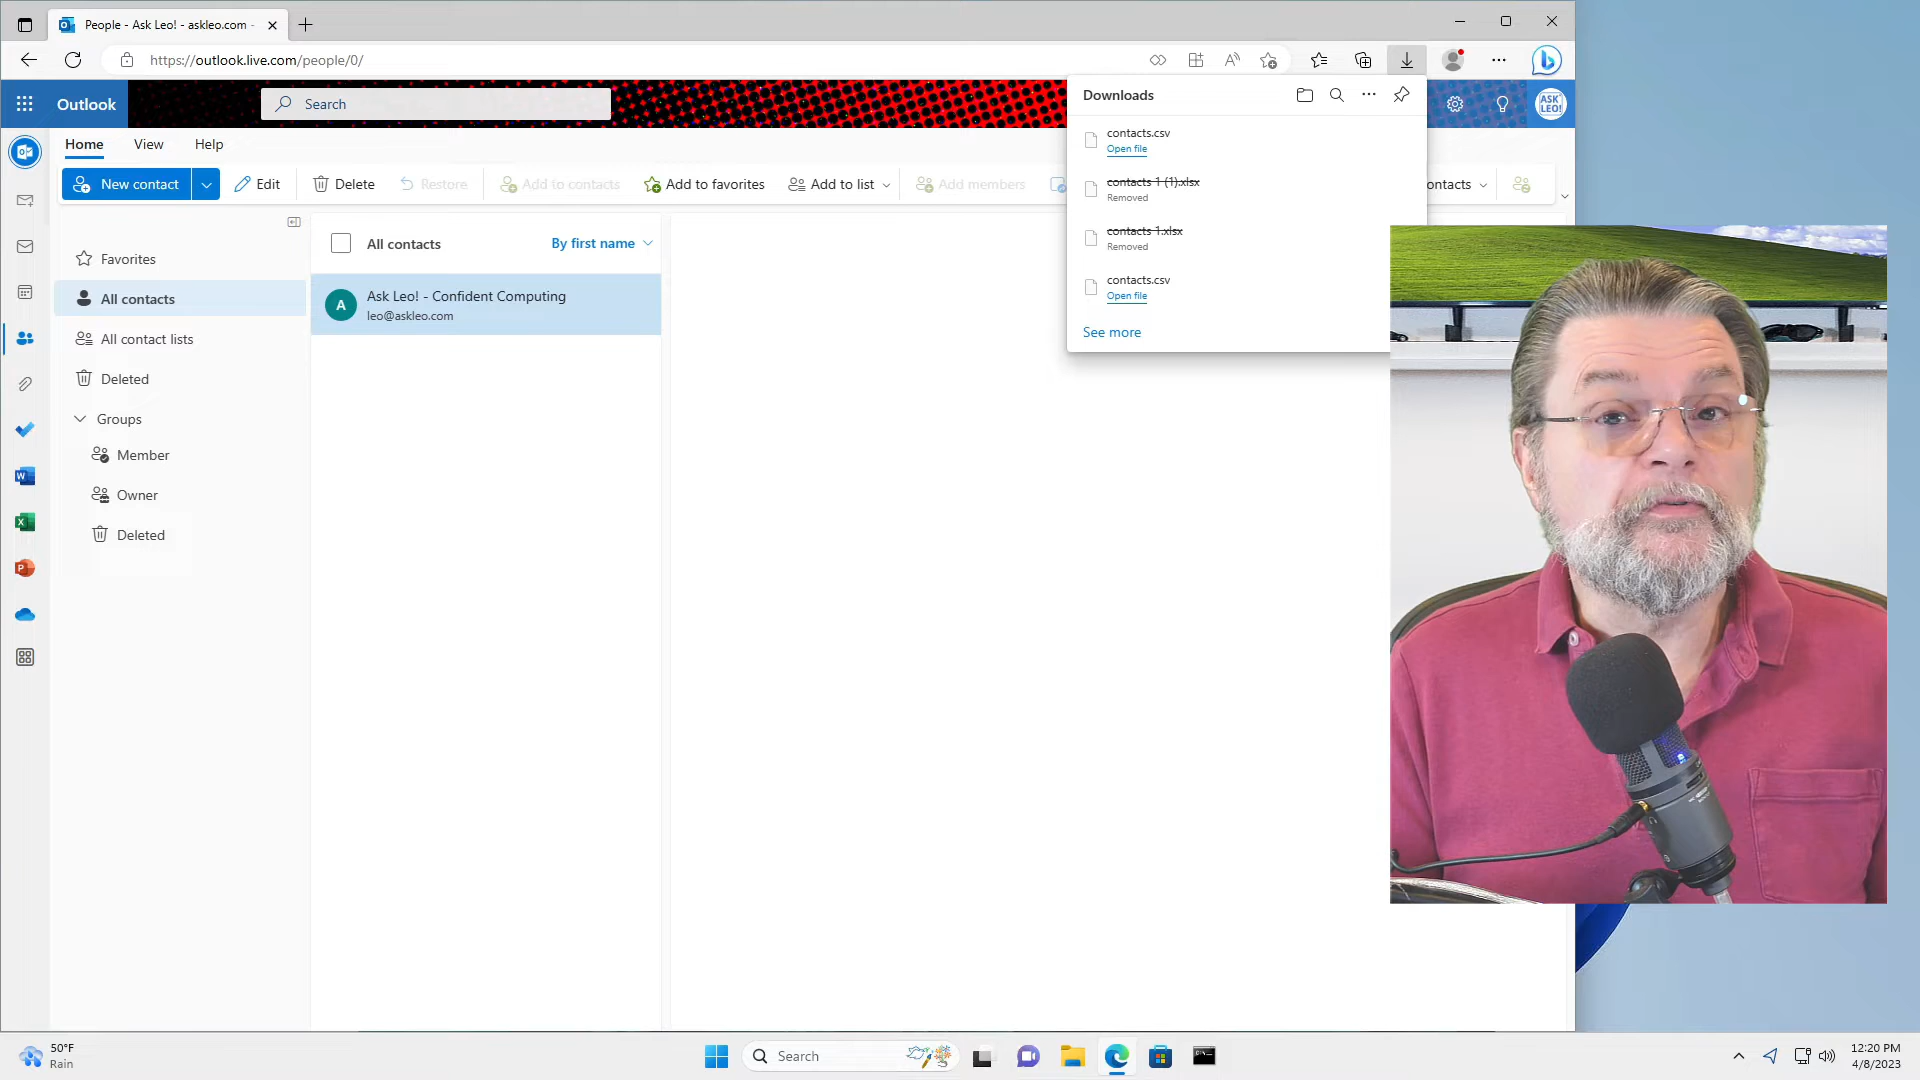 People - Ask Leo! - askleo.com -
https://outlook.live.com/people/0/
Outlook
Search
ASK
LEO!
Downloads
contacts.csv
Open file
contacts 1 (1).xlsx
Removed
contacts 1.xlsx
Removed
contacts.csv
Open file
See more
Home
View
Help
New contact
Edit
Delete
Restore
Add to contacts
Add to favorites
Add to list
Add members
ontacts
Favorites
All contacts
All contact lists
Deleted
Groups
Member
Owner
Deleted
All contacts
By first name
A
Ask Leo! - Confident Computing
leo@askleo.com
50°F
Rain
Search
12:20 PM
4/8/2023